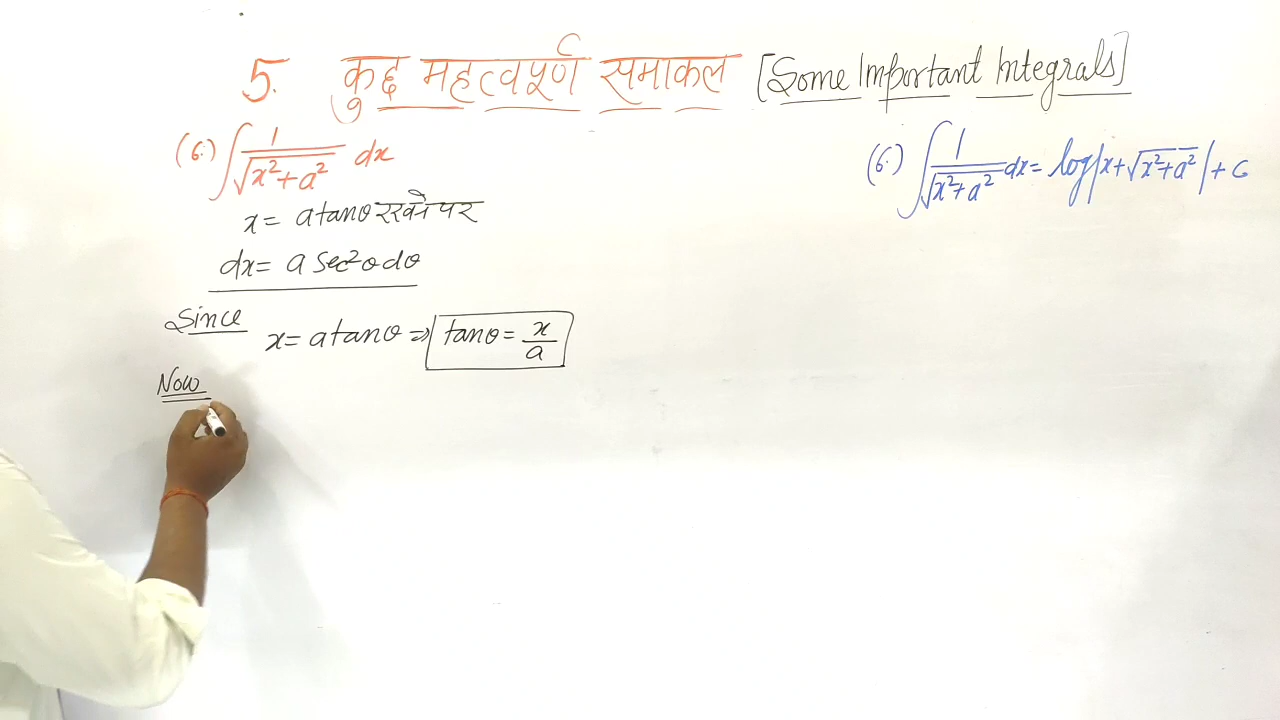 5. कुछ महत्वपूर्ण समाकल [Some Important Integrals]
(6.) ∫ 1/√(x²+a²) dx
(6.) ∫ 1/√(x²+a²) dx = log|x+√(x²+a²)| + C
x = a tanθ रखने पर
dx = a sec²θ dθ
Since
x = a tanθ ⇒ tanθ = x/a
Now